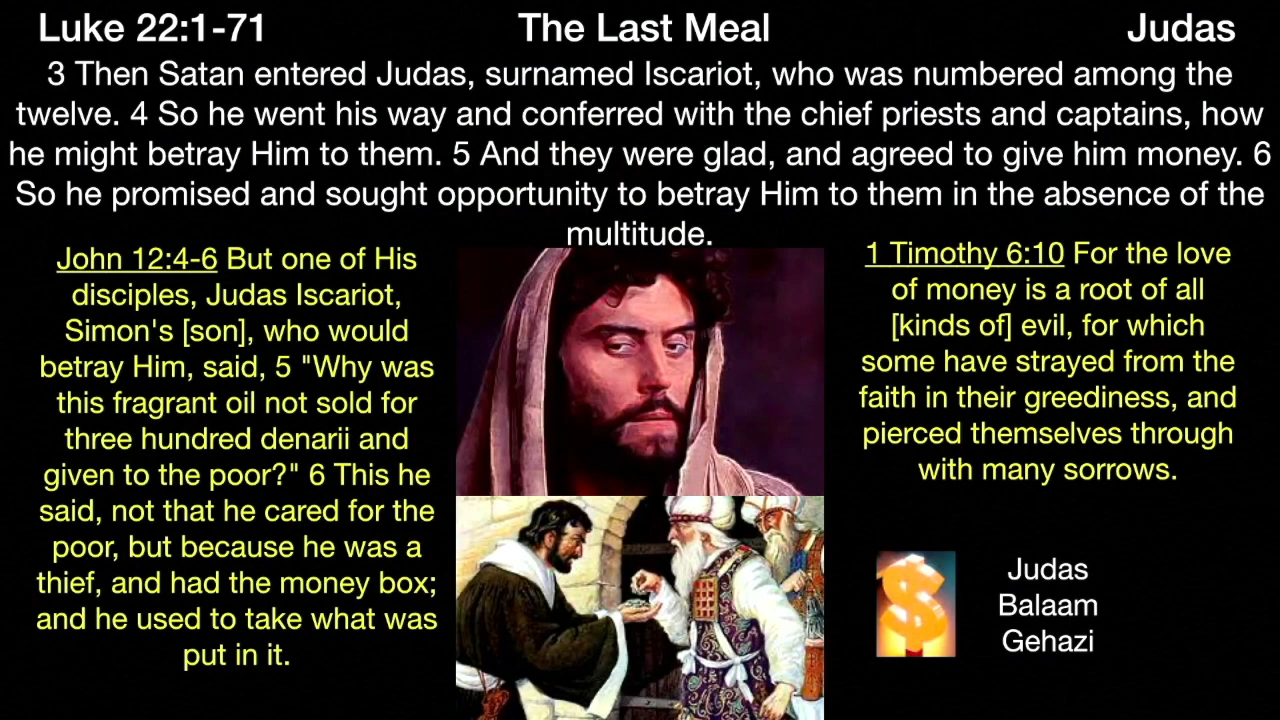 Luke 22:1-71
The Last Meal
Judas
3 Then Satan entered Judas, surnamed Iscariot, who was numbered among the
twelve. 4 So he went his way and conferred with the chief priests and captains, how
he might betray Him to them. 5 And they were glad, and agreed to give him money. 6
So he promised and sought opportunity to betray Him to them in the absence of the
multitude.
John 12:4-6 But one of His
disciples, Judas Iscariot,
Simon's [son], who would
betray Him, said, 5 "Why was
this fragrant oil not sold for
three hundred denarii and
given to the poor?" 6 This he
said, not that he cared for the
poor, but because he was a
thief, and had the money box;
and he used to take what was
put in it.
1 Timothy 6:10 For the love
of money is a root of all
[kinds of] evil, for which
some have strayed from the
faith in their greediness, and
pierced themselves through
with many sorrows.
$
Judas
Balaam
Gehazi